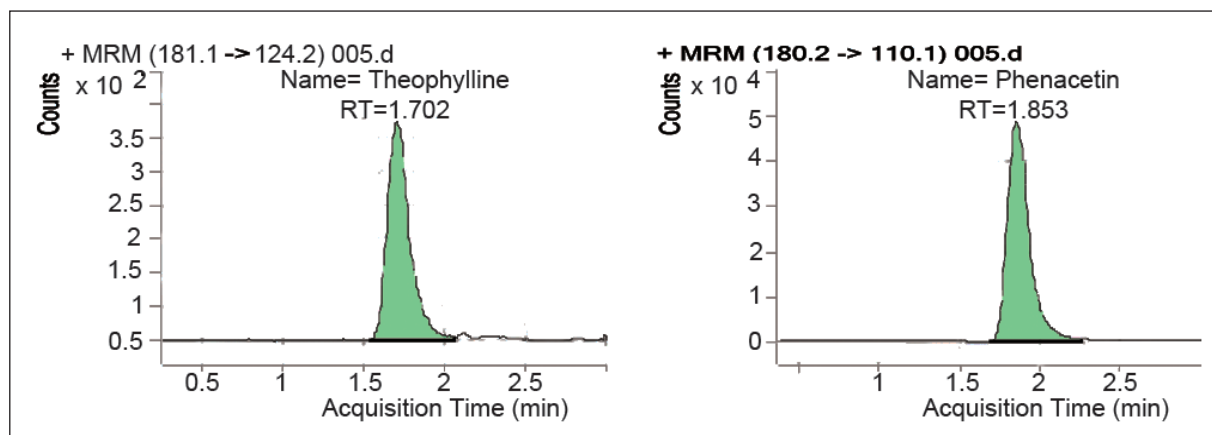 + MRM (181.1 -> 124.2) 005.d
x 10 2
Counts
Name= Theophylline
RT=1.702
3.5
3
2.5
2
1.5
1
0.5
0.5 1 1.5 2 2.5
Acquisition Time (min)
+ MRM (180.2 -> 110.1) 005.d
x 10 4
Counts
Name= Phenacetin
RT=1.853
5
4
3
2
1
0
1 1.5 2 2.5
Acquisition Time (min)